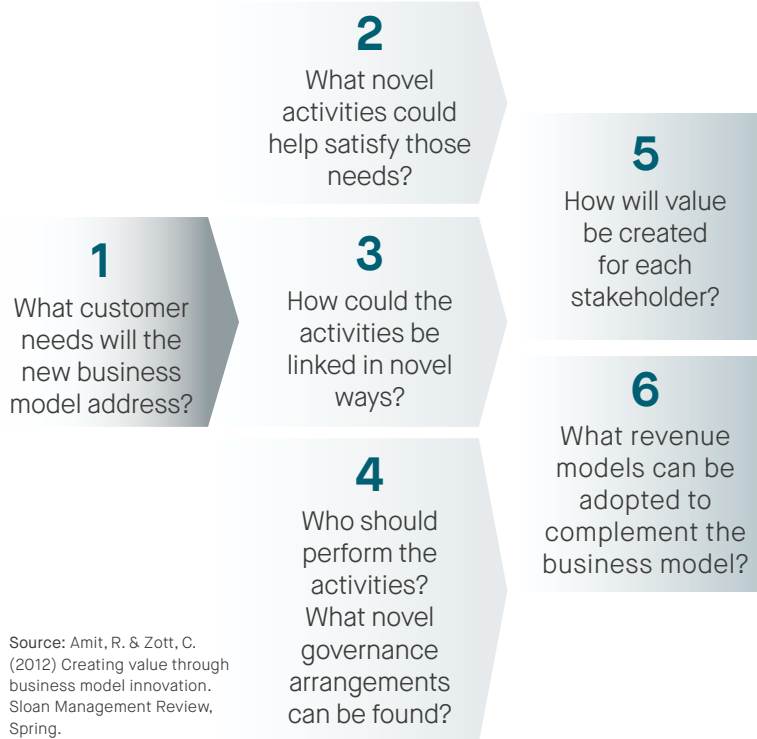 1
What customer
needs will the
new business
model address?
2
What novel
activities could
help satisfy those
needs?
3
How could the
activities be
linked in novel
ways?
4
Who should
perform the
activities?
What novel
governance
arrangements
can be found?
5
How will value
be created
for each
stakeholder?
6
What revenue
models can be
adopted to
complement the
business model?
Source: Amit, R. & Zott, C.
(2012) Creating value through
business model innovation.
Sloan Management Review,
Spring.